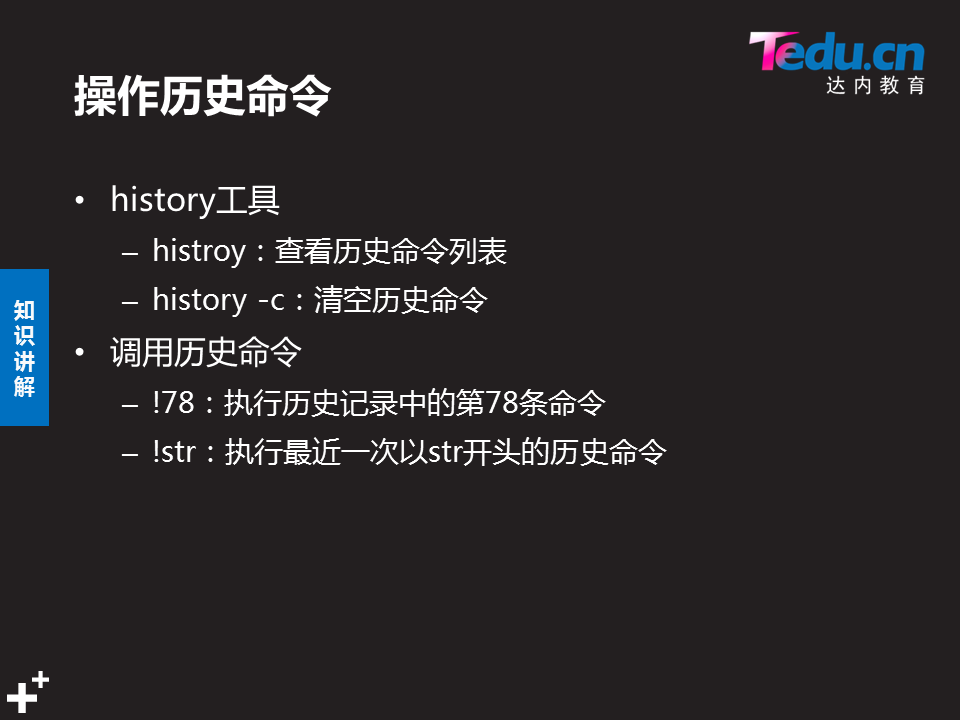 Tedu.cn
达内教育
操作历史命令
• history工具
– histroy：查看历史命令列表
– history -c：清空历史命令
• 调用历史命令
– !78：执行历史记录中的第78条命令
– !str：执行最近一次以str开头的历史命令
知识讲解